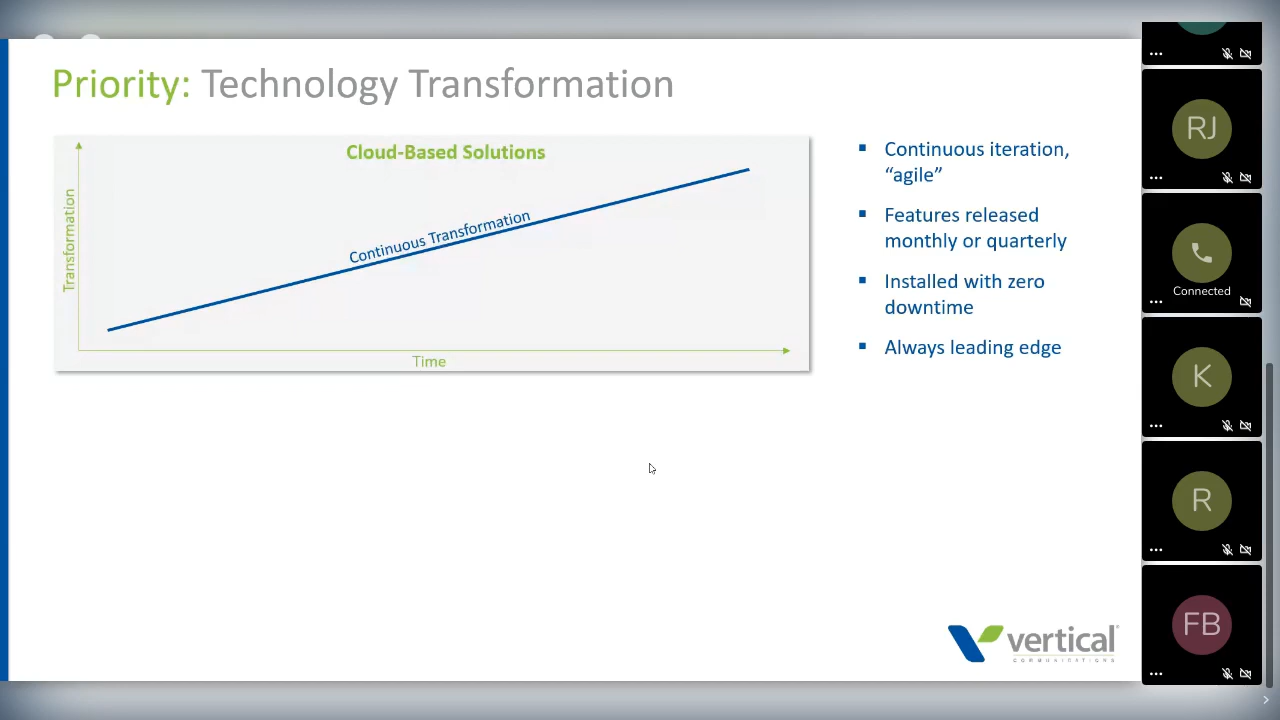 Priority: Technology Transformation
Cloud-Based Solutions
Transformation
Continuous Transformation
Time
Continuous iteration,
“agile”
Features released
monthly or quarterly
Installed with zero
downtime
Always leading edge
vertical
COMMUNICATIONS
RJ
Connected
K
R
FB